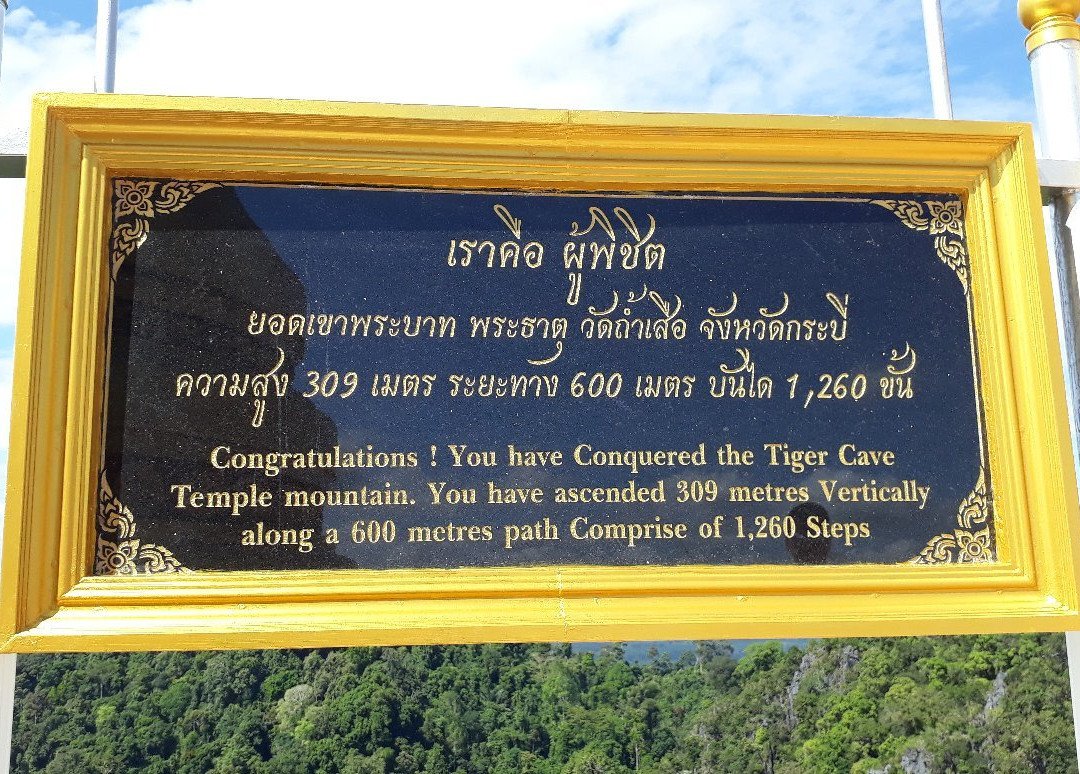 เราคือ ผู้พิชิต
ยอดเขาพระบาท พระธาตุ วัดถ้ำเสือ จังหวัดกระบี่
ความสูง 309 เมตร ระยะทาง 600 เมตร บันได 1,260 ขั้น
Congratulations ! You have Conquered the Tiger Cave
Temple mountain. You have ascended 309 metres Vertically
along a 600 metres path Comprise of 1,260 Steps